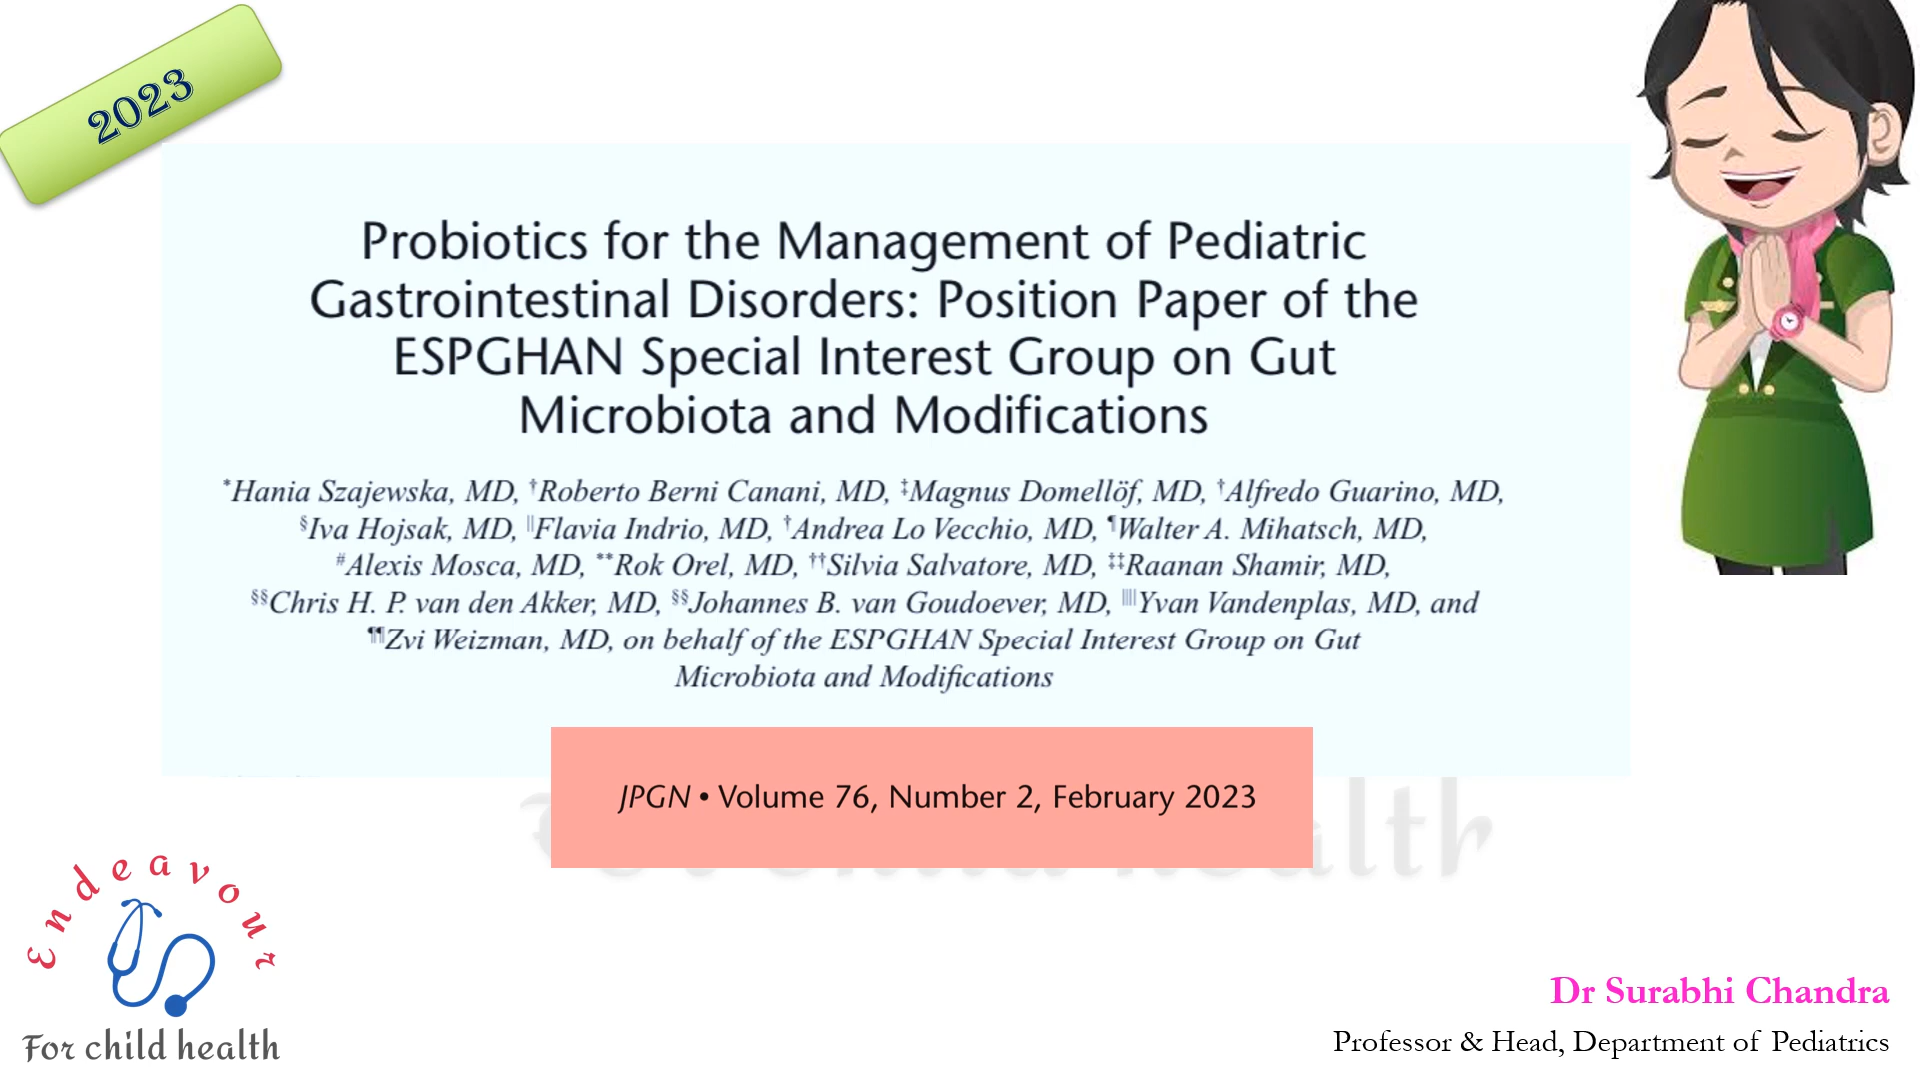 2023
Probiotics for the Management of Pediatric
Gastrointestinal Disorders: Position Paper of the
ESPGHAN Special Interest Group on Gut
Microbiota and Modifications
*Hania Szajewska, MD, †Roberto Berni Canani, MD, ‡Magnus Domellöf, MD, †Alfredo Guarino, MD,
§Iva Hojsak, MD, ||Flavia Indrio, MD, †Andrea Lo Vecchio, MD, ¶Walter A. Mihatsch, MD,
#Alexis Mosca, MD, **Rok Orel, MD, ††Silvia Salvatore, MD, ‡‡Raanan Shamir, MD,
§§Chris H. P. van den Akker, MD, §§Johannes B. van Goudoever, MD, ||||Yvan Vandenplas, MD, and
¶¶Zvi Weizman, MD, on behalf of the ESPGHAN Special Interest Group on Gut
Microbiota and Modifications
JPGN • Volume 76, Number 2, February 2023
For child health
Endeavour
For child health
Dr Surabhi Chandra
Professor & Head, Department of Pediatrics